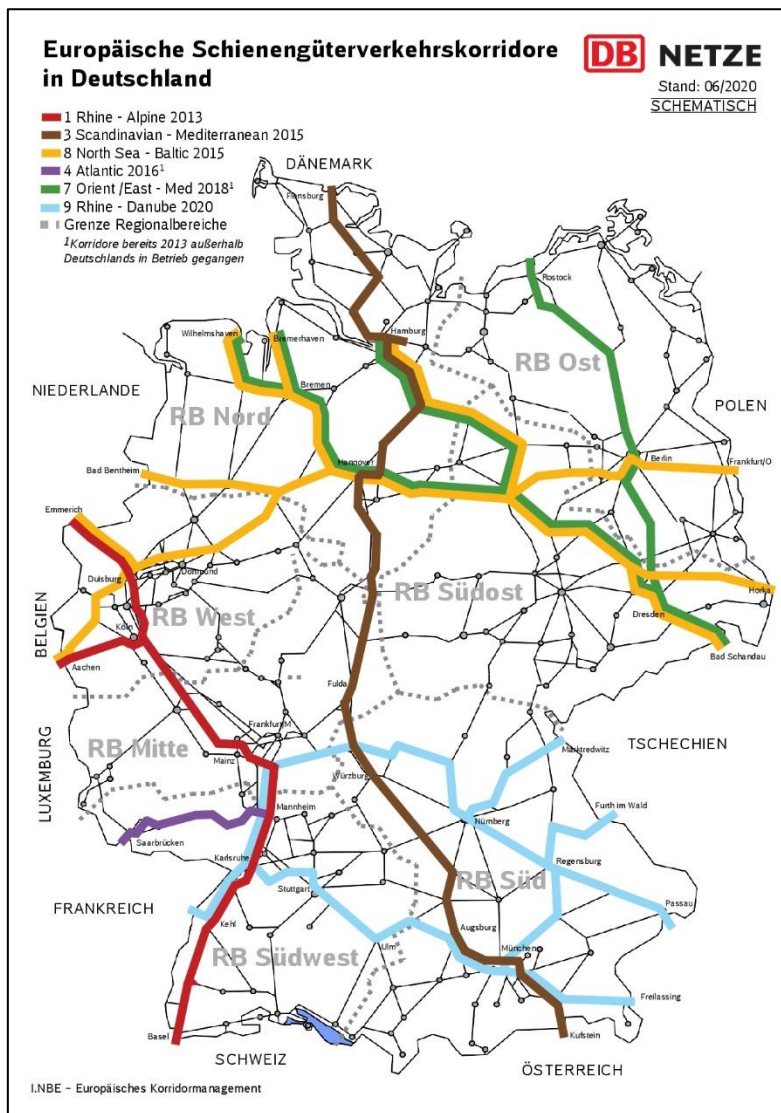 Europäische Schienengüterverkehrskorridore
in Deutschland
DB NETZE
Stand: 06/2020
SCHEMATISCH
1 Rhine - Alpine 2013
3 Scandinavian - Mediterranean 2015
8 North Sea - Baltic 2015
4 Atlantic 2016¹
7 Orient /East - Med 2018¹
9 Rhine - Danube 2020
Grenze Regionalbereiche
¹Korridore bereits 2013 außerhalb
Deutschlands in Betrieb gegangen
DÄNEMARK
Flensburg
Rostock
Hamburg
Wilhelmshaven
Bremerhaven
RB Ost
NIEDERLANDE
Bremen
RB Nord
POLEN
Hannover
Berlin
Frankfurt/O
Bad Bentheim
Emmerich
Duisburg
Dortmund
RB Südost
Horka
BELGIEN
RB West
Dresden
Köln
Aachen
Bad Schandau
Fulda
LUXEMBURG
RB Mitte
Frankfurt/M
TSCHECHIEN
Marktredwitz
Mainz
Würzburg
Mannheim
Furth im Wald
Nürnberg
Saarbrücken
Karlsruhe
Regensburg
Stuttgart
RB Süd
FRANKREICH
Passau
Kehl
Augsburg
Ulm
München
RB Südwest
Freilassing
Basel
Kufstein
SCHWEIZ
ÖSTERREICH
I.NBE – Europäisches Korridormanagement